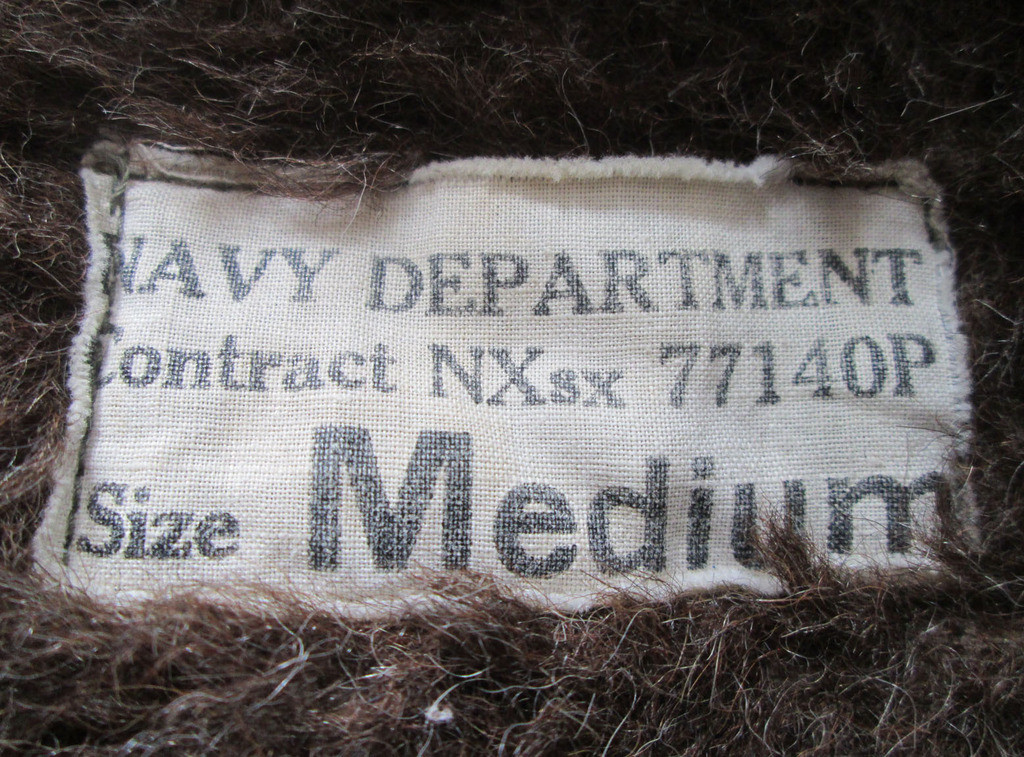 NAVY DEPARTMENT
Contract NXsx 77140P
Size Medium